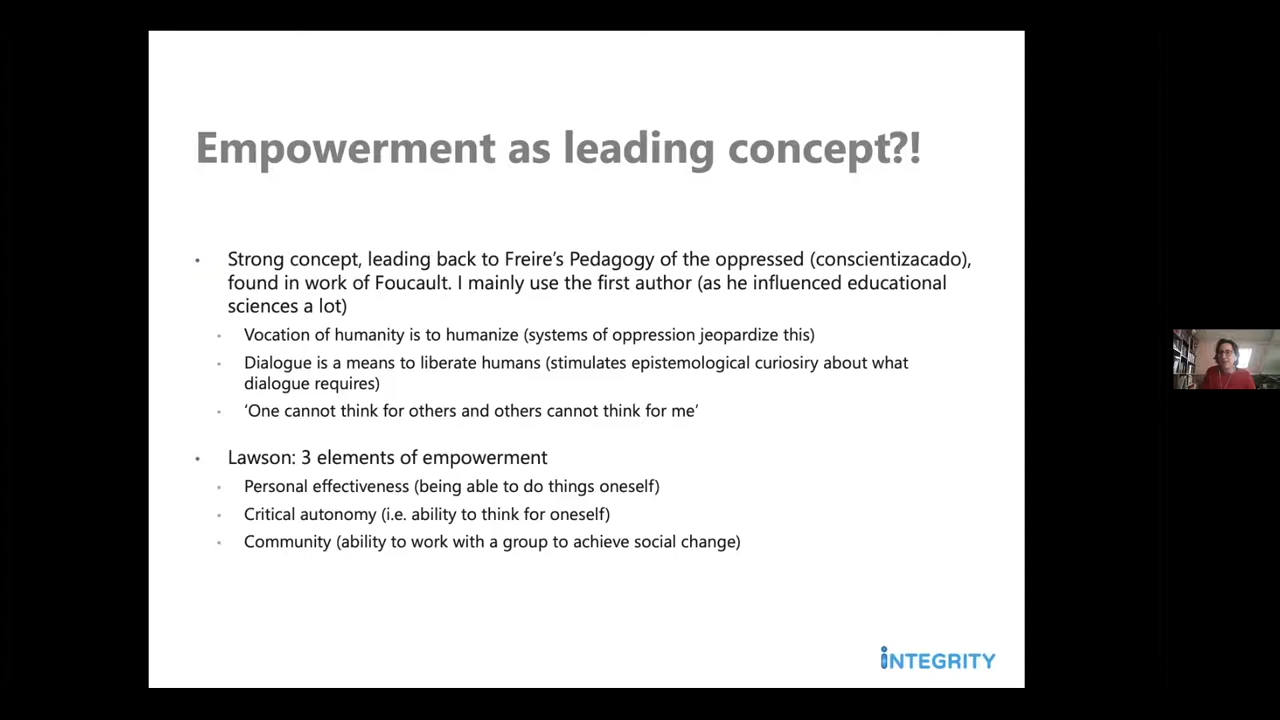 Empowerment as leading concept?!
• Strong concept, leading back to Freire’s Pedagogy of the oppressed (conscientizacado),
found in work of Foucault. I mainly use the first author (as he influenced educational
sciences a lot)
• Vocation of humanity is to humanize (systems of oppression jeopardize this)
• Dialogue is a means to liberate humans (stimulates epistemological curiosiry about what
dialogue requires)
• ‘One cannot think for others and others cannot think for me’
• Lawson: 3 elements of empowerment
• Personal effectiveness (being able to do things oneself)
• Critical autonomy (i.e. ability to think for oneself)
• Community (ability to work with a group to achieve social change)
iNTEGRITY